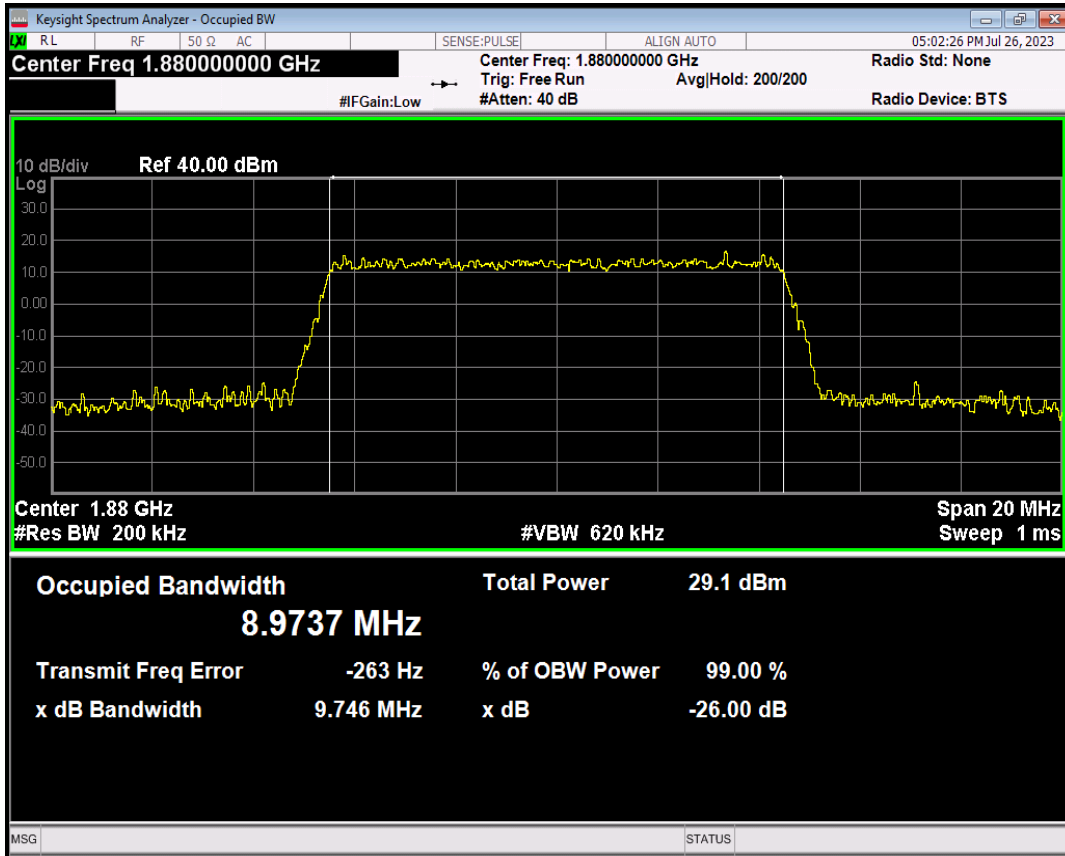 Keysight Spectrum Analyzer - Occupied BW
LXI RL RF 50 Ω AC SENSE:PULSE ALIGN AUTO 05:02:26 PM Jul 26, 2023
Center Freq 1.880000000 GHz Center Freq: 1.880000000 GHz Radio Std: None
Trig: Free Run Avg|Hold: 200/200
#IFGain:Low #Atten: 40 dB Radio Device: BTS
10 dB/div Ref 40.00 dBm
Log
30.0
20.0
10.0
0.00
-10.0
-20.0
-30.0
-40.0
-50.0
Center 1.88 GHz Span 20 MHz
#Res BW 200 kHz #VBW 620 kHz Sweep 1 ms
Occupied Bandwidth Total Power 29.1 dBm
8.9737 MHz
Transmit Freq Error -263 Hz % of OBW Power 99.00 %
x dB Bandwidth 9.746 MHz x dB -26.00 dB
MSG STATUS